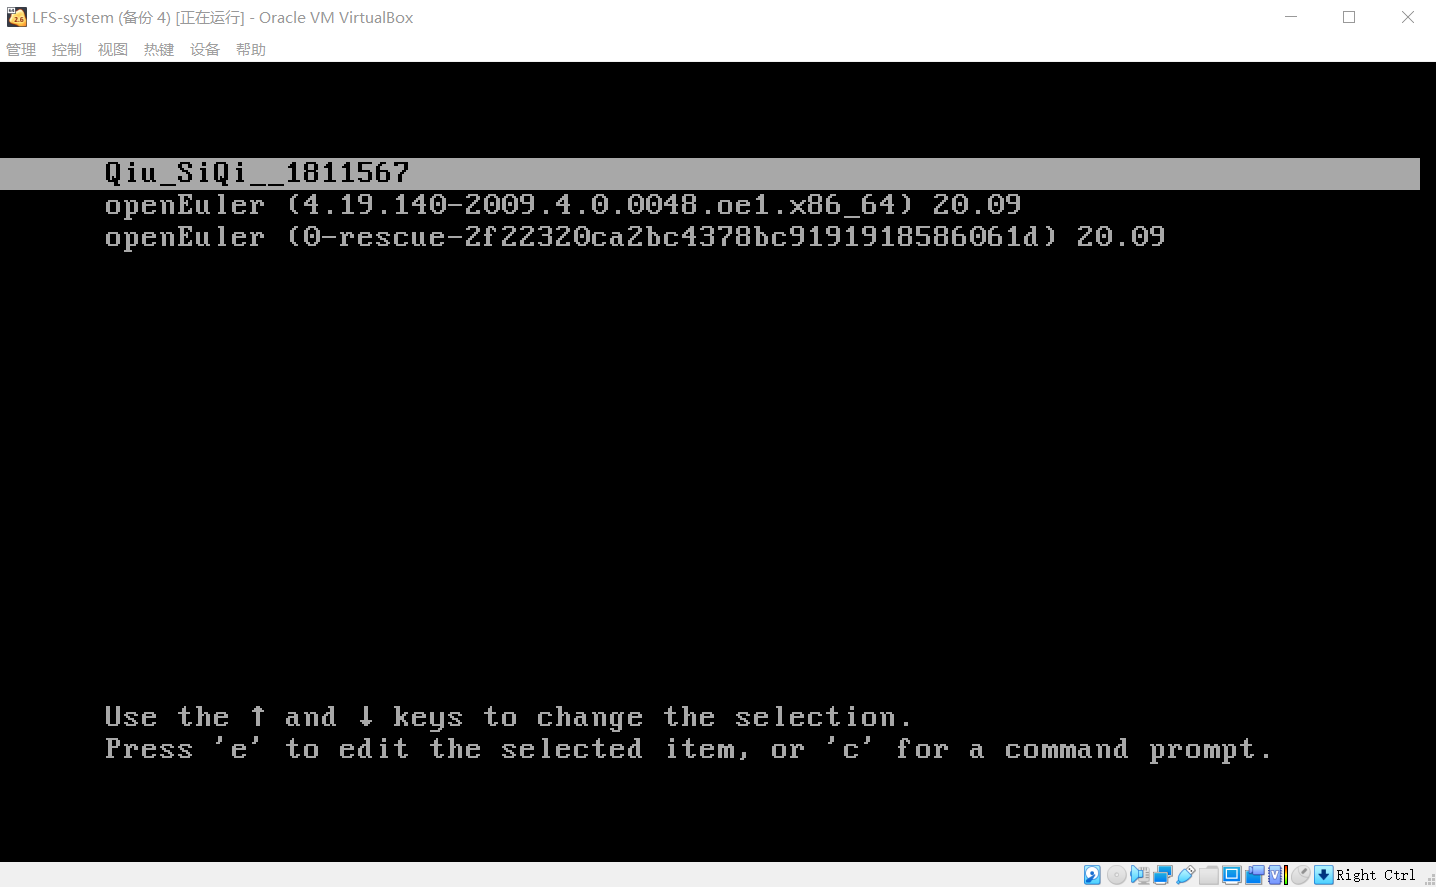 LFS-system (备份 4) [正在运行] - Oracle VM VirtualBox
管理 控制 视图 热键 设备 帮助
Qiu_SiQi__1811567
openEuler (4.19.140-2009.4.0.0048.oe1.x86_64) 20.09
openEuler (0-rescue-2f22320ca2bc4378bc9191918586061d) 20.09
Use the ↑ and ↓ keys to change the selection.
Press 'e' to edit the selected item, or 'c' for a command prompt.
Right Ctrl